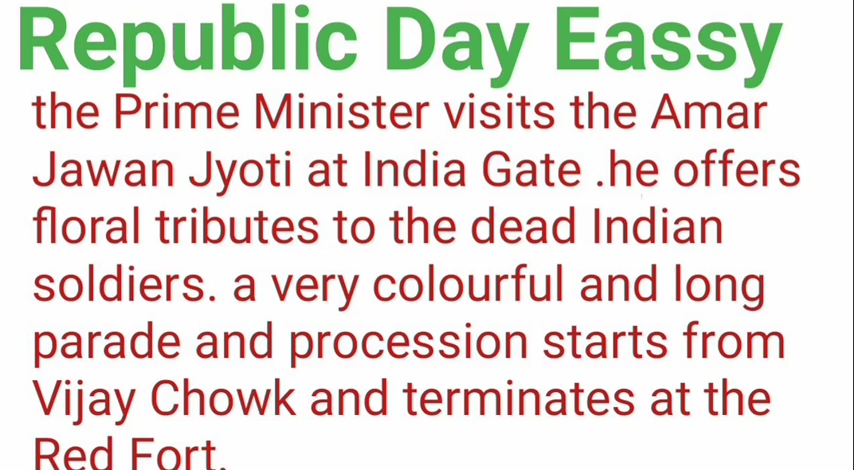 Republic Day Eassy
the Prime Minister visits the Amar
Jawan Jyoti at India Gate .he offers
floral tributes to the dead Indian
soldiers. a very colourful and long
parade and procession starts from
Vijay Chowk and terminates at the
Red Fort.